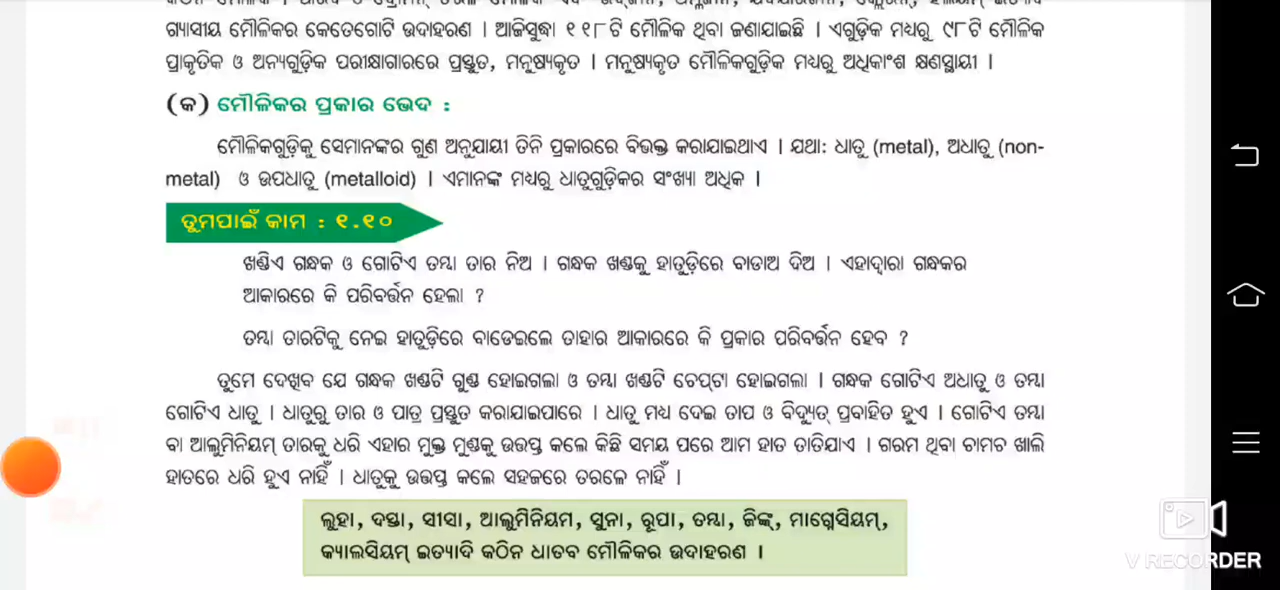 ଗ୍ୟାସୀୟ ମୌଳିକର କେତେଗୋଟି ଉଦାହରଣ । ଆଜିସୁଦ୍ଧା ୧୧୮ଟି ମୌଳିକ ଥିବା ଜଣାଯାଇଛି । ଏଗୁଡ଼ିକ ମଧ୍ୟରୁ ୯୮ଟି ମୌଳିକ
ପ୍ରାକୃତିକ ଓ ଅନ୍ୟଗୁଡ଼ିକ ପରୀକ୍ଷାଗାରରେ ପ୍ରସ୍ତୁତ, ମନୁଷ୍ୟକୃତ । ମନୁଷ୍ୟକୃତ ମୌଳିକଗୁଡ଼ିକ ମଧ୍ୟରୁ ଅଧିକାଂଶ କ୍ଷଣସ୍ଥାୟୀ ।
(କ) ମୌଳିକର ପ୍ରକାର ଭେଦ :
ମୌଳିକଗୁଡ଼ିକୁ ସେମାନଙ୍କର ଗୁଣ ଅନୁଯାୟୀ ତିନି ପ୍ରକାରରେ ବିଭକ୍ତ କରାଯାଇଥାଏ । ଯଥା: ଧାତୁ (metal), ଅଧାତୁ (non-
metal) ଓ ଉପଧାତୁ (metalloid) । ଏମାନଙ୍କ ମଧ୍ୟରୁ ଧାତୁଗୁଡ଼ିକର ସଂଖ୍ୟା ଅଧିକ ।
ତୁମପାଇଁ କାମ : ୧.୧୦
ଖଣ୍ଡିଏ ଗନ୍ଧକ ଓ ଗୋଟିଏ ତମ୍ବା ତାର ନିଅ । ଗନ୍ଧକ ଖଣ୍ଡକୁ ହାତୁଡ଼ିରେ ବାଡାଅ ଦିଅ । ଏହାଦ୍ୱାରା ଗନ୍ଧକର
ଆକାରରେ କି ପରିବର୍ତ୍ତନ ହେଲା ?
ତମ୍ବା ତାରଟିକୁ ନେଇ ହାତୁଡ଼ିରେ ବାଡେଇଲେ ତାହାର ଆକାରରେ କି ପ୍ରକାର ପରିବର୍ତ୍ତନ ହେବ ?
ତୁମେ ଦେଖିବ ଯେ ଗନ୍ଧକ ଖଣ୍ଡଟି ଗୁଣ୍ଡ ହୋଇଗଲା ଓ ତମ୍ବା ଖଣ୍ଡଟି ଚେପ୍‌ଟା ହୋଇଗଲା । ଗନ୍ଧକ ଗୋଟିଏ ଅଧାତୁ ଓ ତମ୍ବା
ଗୋଟିଏ ଧାତୁ । ଧାତୁରୁ ତାର ଓ ପାତ୍ର ପ୍ରସ୍ତୁତ କରାଯାଇପାରେ । ଧାତୁ ମଧ୍ୟ ଦେଇ ତାପ ଓ ବିଦ୍ୟୁତ୍ ପ୍ରବାହିତ ହୁଏ । ଗୋଟିଏ ତମ୍ବା
ବା ଆଲୁମିନିୟମ୍ ତାରକୁ ଧରି ଏହାର ମୁକ୍ତ ମୁଣ୍ଡକୁ ଉତ୍ତପ୍ତ କଲେ କିଛି ସମୟ ପରେ ଆମ ହାତ ତାତିଯାଏ । ଗରମ ଥିବା ଚାମଚ ଖାଲି
ହାତରେ ଧରି ହୁଏ ନାହିଁ । ଧାତୁକୁ ଉତ୍ତପ୍ତ କଲେ ସହଜରେ ତରଳେ ନାହିଁ ।
ଲୁହା, ଦସ୍ତା, ସୀସା, ଆଲୁମିନିୟମ, ସୁନା, ରୂପା, ତମ୍ବା, ଜିଙ୍କ୍, ମାଗ୍ନେସିୟମ୍,
କ୍ୟାଲସିୟମ୍ ଇତ୍ୟାଦି କଠିନ ଧାତବ ମୌଳିକର ଉଦାହରଣ ।
V RECORDER